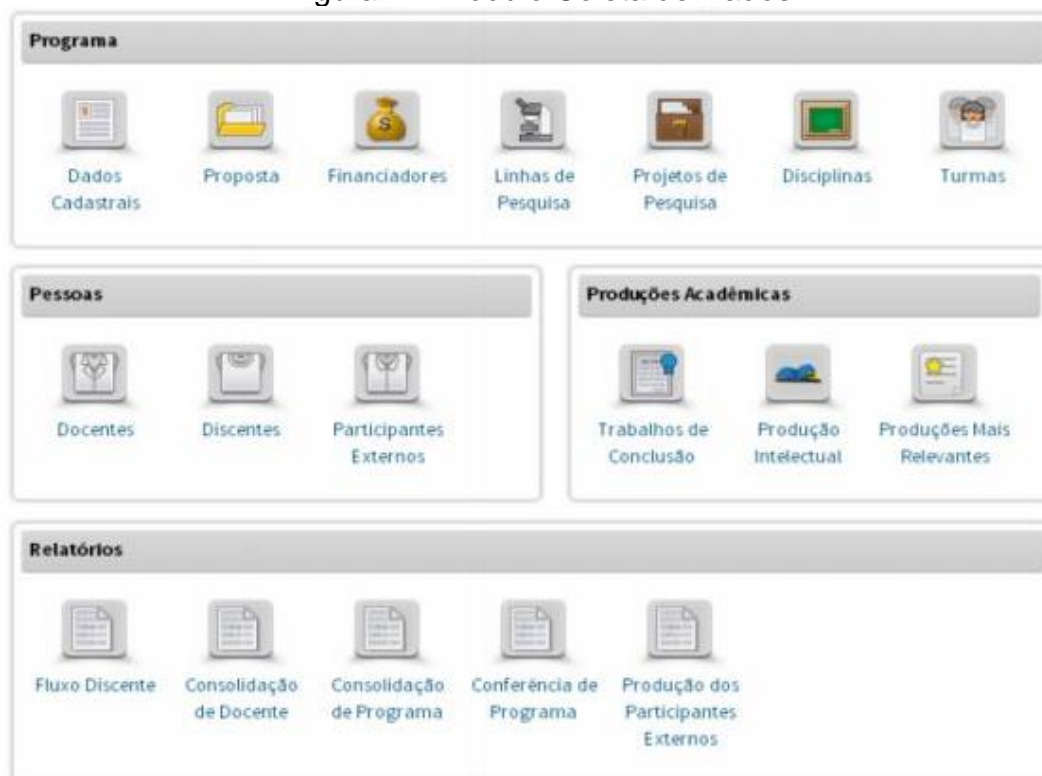 Programa
Dados Cadastrais
Proposta
Financiadores
Linhas de Pesquisa
Projetos de Pesquisa
Disciplinas
Turmas
Pessoas
Docentes
Discentes
Participantes Externos
Produções Acadêmicas
Trabalhos de Conclusão
Produção Intelectual
Produções Mais Relevantes
Relatórios
Fluxo Discente
Consolidação de Docente
Consolidação de Programa
Conferência de Programa
Produção dos Participantes Externos